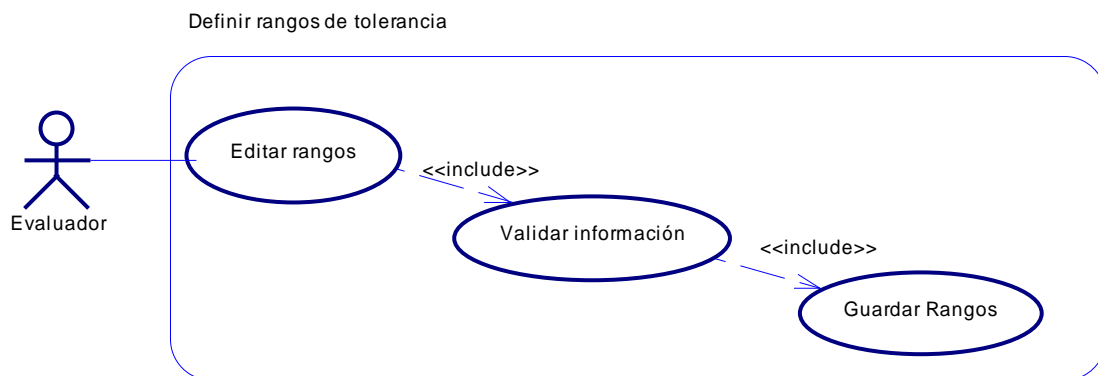 Definir rangos de tolerancia
Editar rangos
<<include>>
Evaluador
Validar información
<<include>>
Guardar Rangos